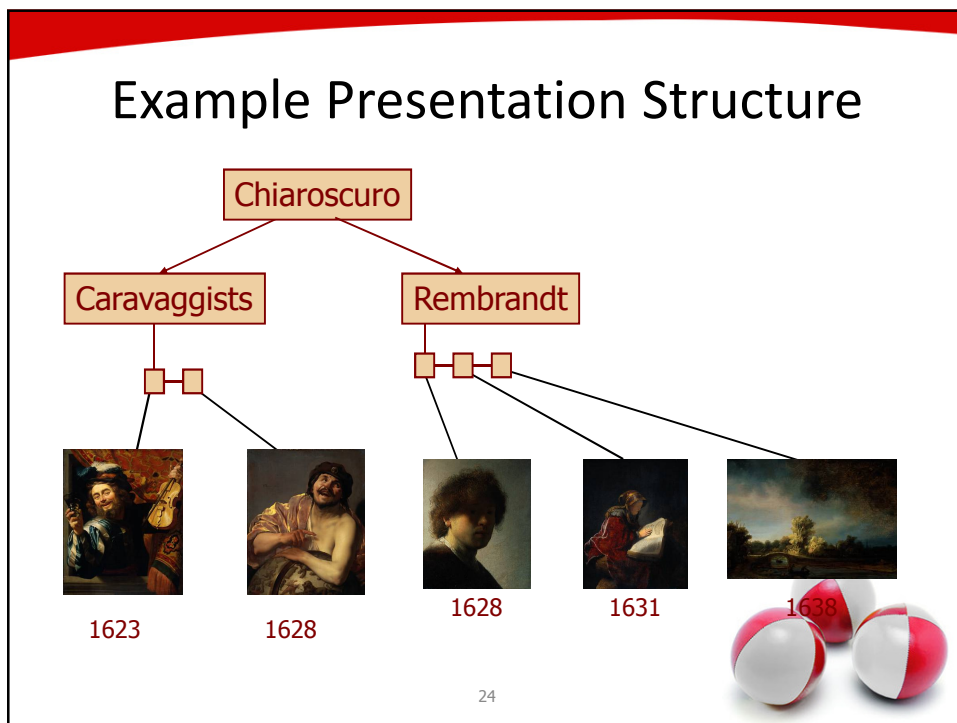 Example Presentation Structure
Chiaroscuro
Caravaggists
Rembrandt
1623
1628
1628
1631
1638
24